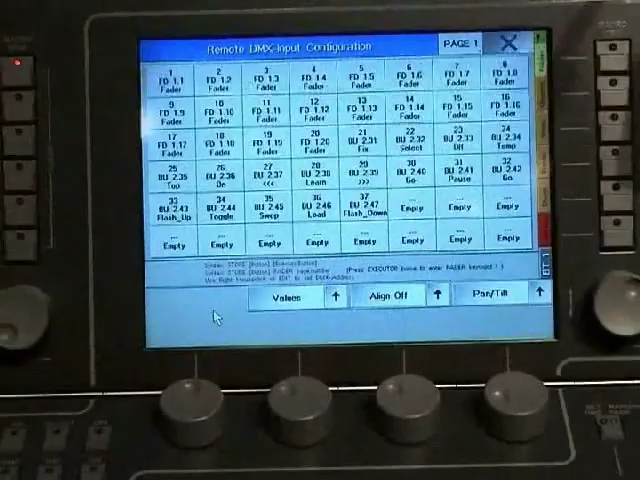 Remote DMX-Input Configuration PAGE 1
1 2 3 4 5 6 7 8
FD 1.1 FD 1.2 FD 1.3 FD 1.4 FD 1.5 FD 1.6 FD 1.7 FD 1.8
Fader Fader Fader Fader Fader Fader Fader Fader
9 10 11 12 13 14 15 16
FD 1.9 FD 1.10 FD 1.11 FD 1.12 FD 1.13 FD 1.14 FD 1.15 FD 1.16
Fader Fader Fader Fader Fader Fader Fader Fader
17 18 19 20 21 22 23 24
FD 1.17 FD 1.18 FD 1.19 FD 1.20 BU 2.31 BU 2.32 BU 2.33 BU 2.34
Fader Fader Fader Fader Fix Select Off Temp
25 26 27 28 29 30 31 32
BU 2.35 BU 2.36 BU 2.37 BU 2.38 BU 2.39 BU 2.40 BU 2.41 BU 2.42
Top On <<< Learn >>> Go Pause Go
33 34 35 36 37 ... ... ...
BU 2.43 BU 2.44 BU 2.45 BU 2.46 BU 2.47 Empty Empty Empty
Flash_Up Toggle Swop Load Flash_Down
... ... ... ... ... ... ... ...
Empty Empty Empty Empty Empty Empty Empty Empty
Values Align Off Pan/Tilt